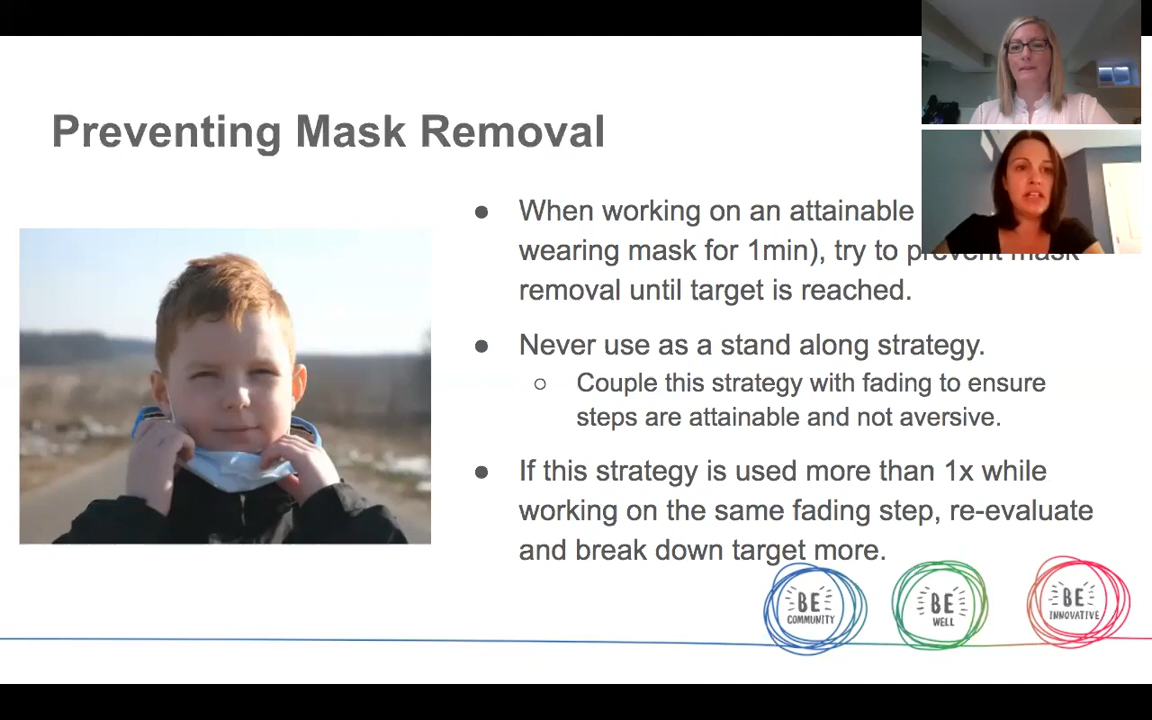 Preventing Mask Removal
● When working on an attainable
wearing mask for 1min), try to prevent mask
removal until target is reached.
● Never use as a stand along strategy.
○ Couple this strategy with fading to ensure
steps are attainable and not aversive.
● If this strategy is used more than 1x while
working on the same fading step, re-evaluate
and break down target more.
BE
COMMUNITY
BE
WELL
BE
INNOVATIVE